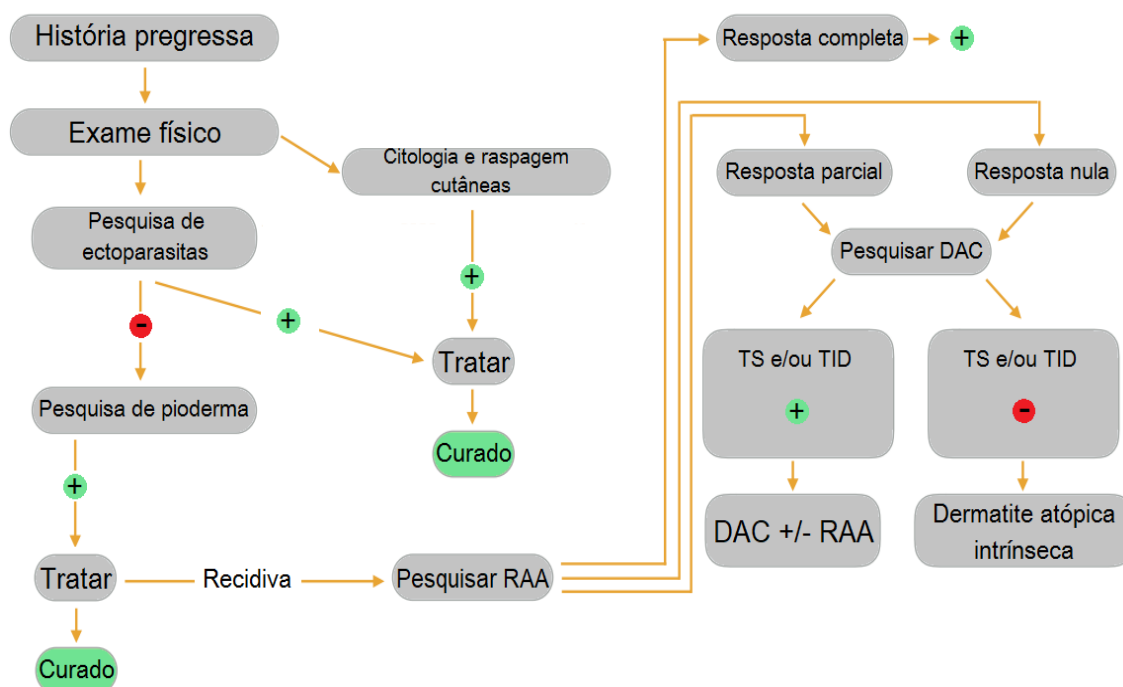 História pregressa
Exame físico
Citologia e raspagem
cutâneas
Pesquisa de
ectoparasitas
+
-
+
Tratar
Pesquisa de pioderma
Curado
+
Tratar
Recidiva
Pesquisar RAA
Curado
Resposta completa
+
Resposta parcial
Resposta nula
Pesquisar DAC
TS e/ou TID
+
TS e/ou TID
-
DAC +/- RAA
Dermatite atópica
intrínseca